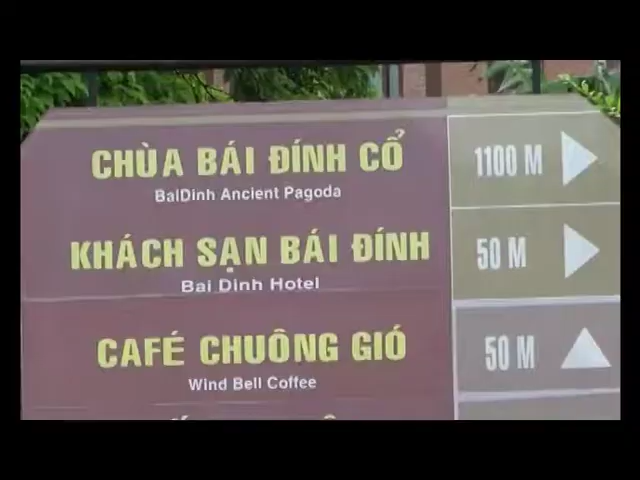 CHÙA BÁI ĐÍNH CỔ 1100 M
BaiDinh Ancient Pagoda
KHÁCH SẠN BÁI ĐÍNH 50 M
Bai Dinh Hotel
CAFÉ CHUÔNG GIÓ 50 M
Wind Bell Coffee